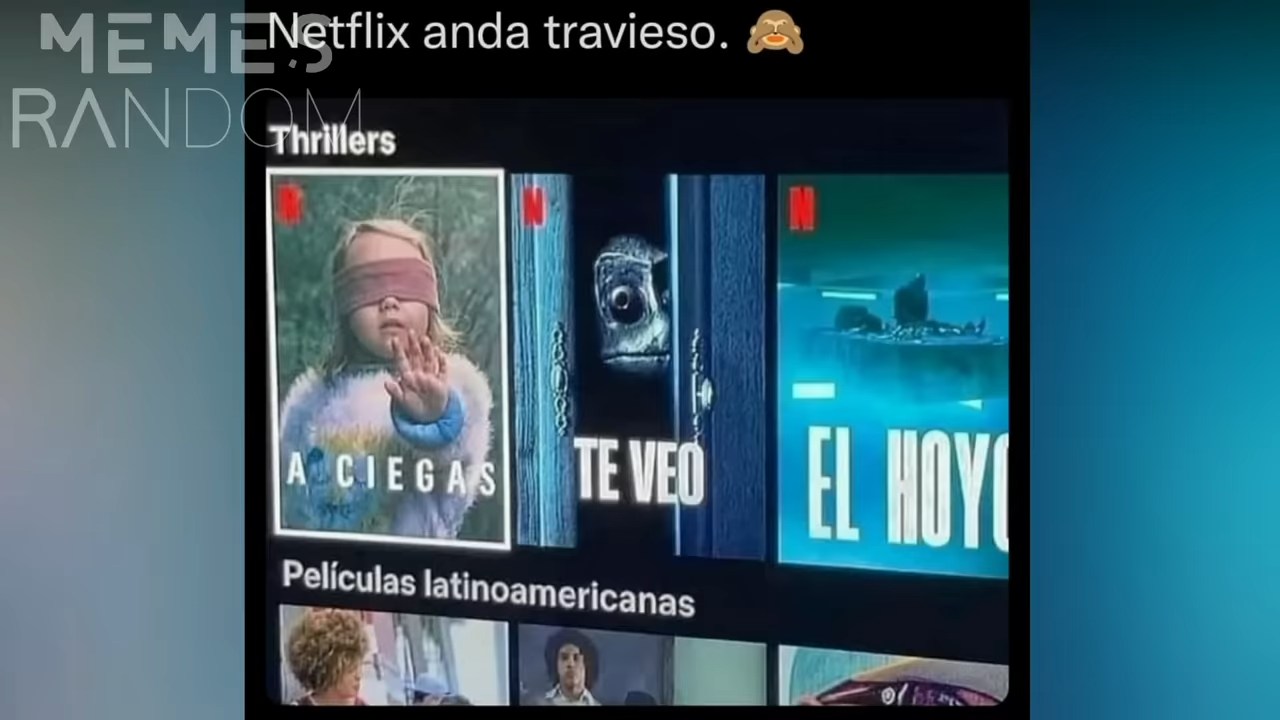 MEMES
RANDOM
Netflix anda travieso. 🙈
Thrillers
N
N
N
A CIEGAS
TE VEO
EL HOYO
Películas latinoamericanas